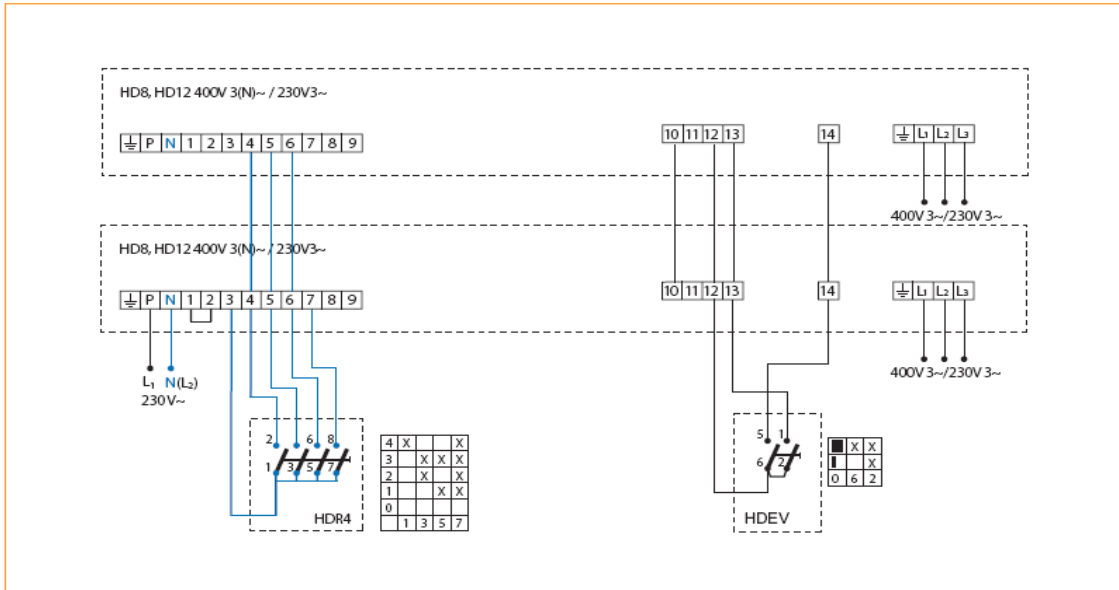 HD8, HD12 400V 3(N)~ / 230V3~
⏚ P N 1 2 3 4 5 6 7 8 9
10 11 12 13
14
⏚ L1 L2 L3
400V 3~/230V 3~
HD8, HD12 400V 3(N)~ / 230V3~
⏚ P N 1 2 3 4 5 6 7 8 9
10 11 12 13
14
⏚ L1 L2 L3
L1 N(L2)
230V~
400V 3~/230V 3~
2 6 8
1 3 5 7
HDR4
4 X X
3 X X X
2 X X
1 X X
0
1 3 5 7
5 1
6 2
HDEV
X X
X
0 6 2